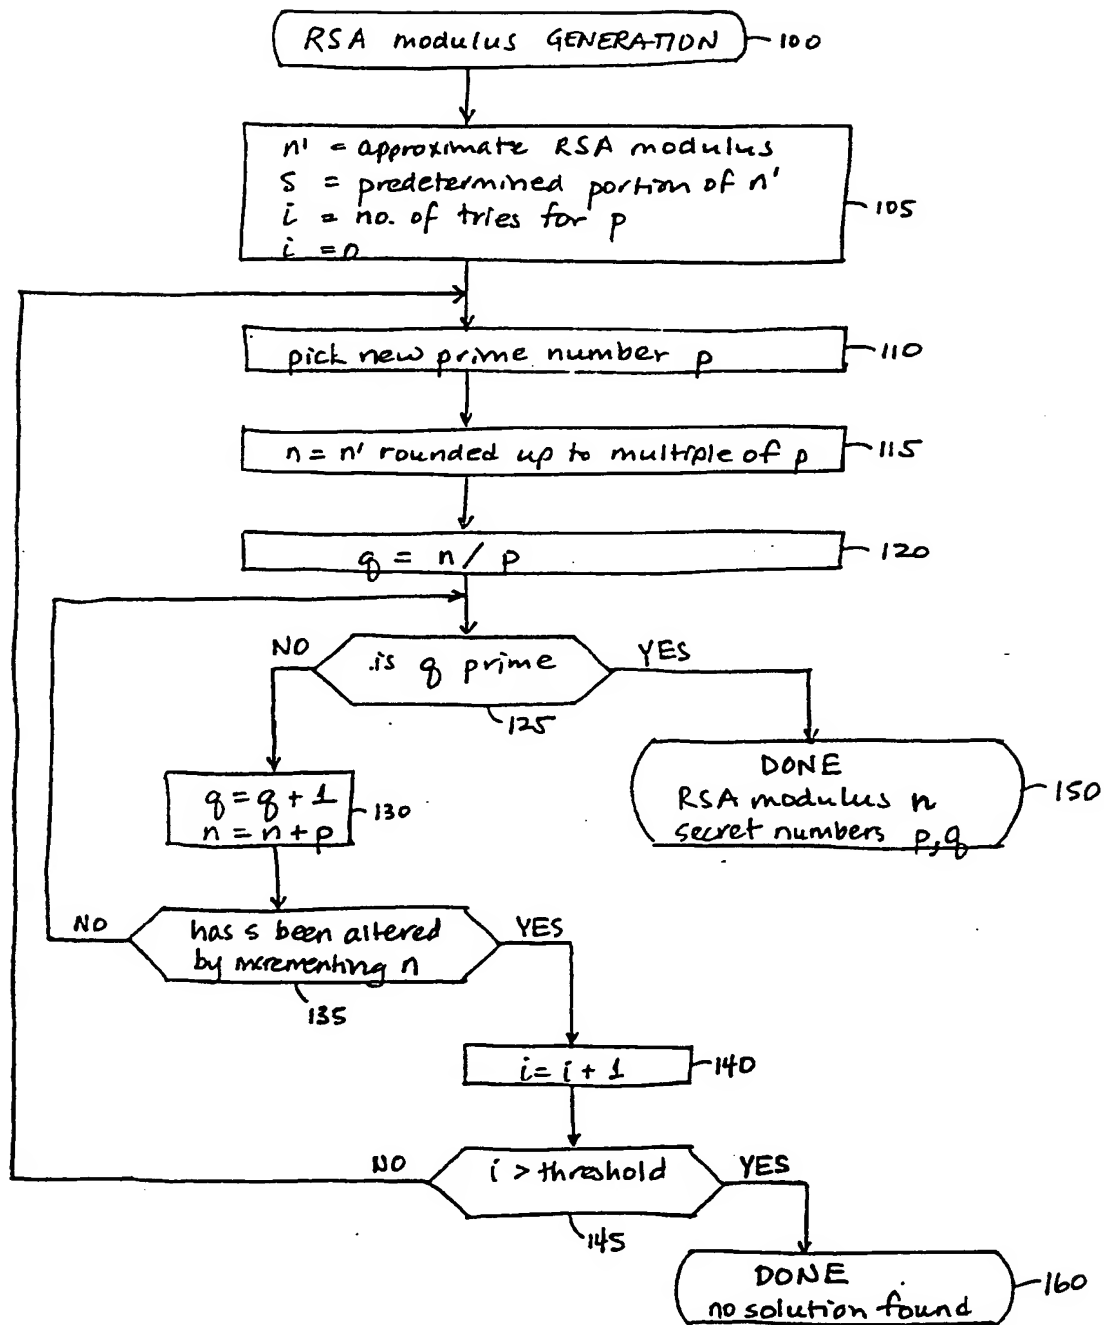 RSA modulus GENERATION
100
n' = approximate RSA modulus
s = predetermined portion of n'
i = no. of tries for p
i = 0
105
pick new prime number p
110
n = n' rounded up to multiple of p
115
q = n / p
120
NO
is q prime
YES
125
q = q + 1
n = n + p
130
DONE
RSA modulus n
secret numbers p,q
150
NO
has s been altered
by incrementing n
YES
135
i = i + 1
140
NO
i > threshold
YES
145
DONE
no solution found
160